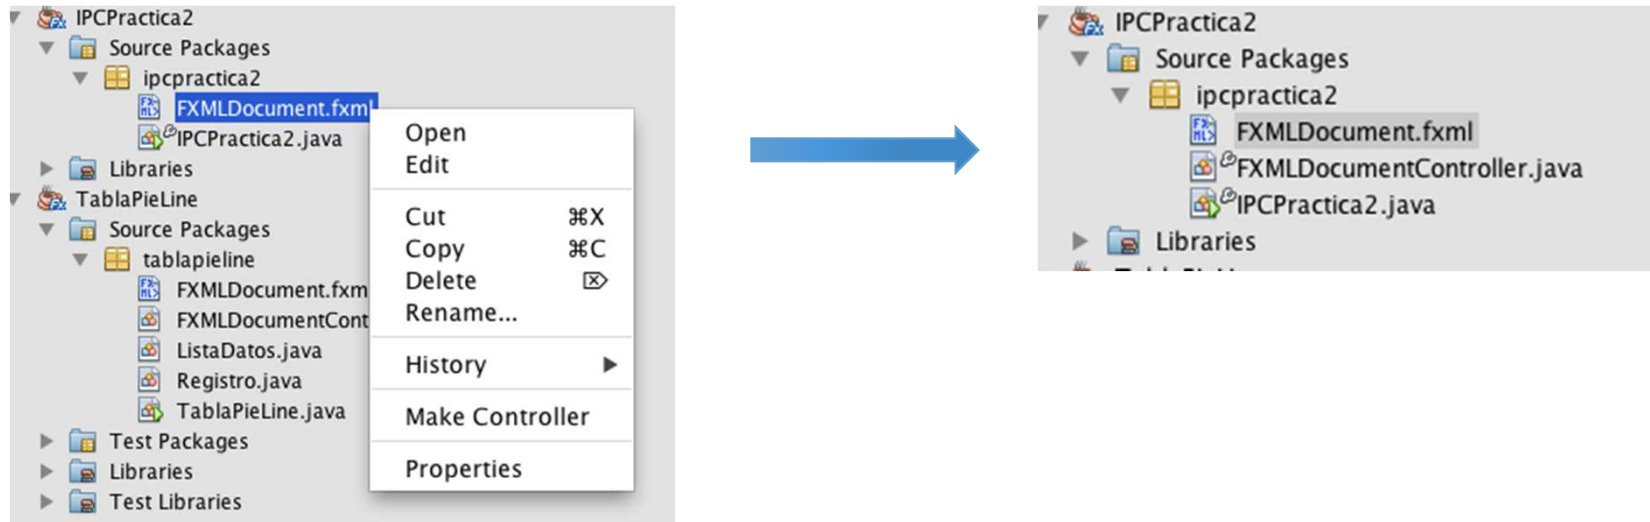 IPCPractica2
Source Packages
ipcpractica2
FXMLDocument.fxml
IPCPractica2.java
Libraries
TablaPieLine
Source Packages
tablapieline
FXMLDocument.fxm
FXMLDocumentCont
ListaDatos.java
Registro.java
TablaPieLine.java
Test Packages
Libraries
Test Libraries
Open
Edit
Cut ⌘X
Copy ⌘C
Delete ⌦
Rename...
History
Make Controller
Properties
IPCPractica2
Source Packages
ipcpractica2
FXMLDocument.fxml
FXMLDocumentController.java
IPCPractica2.java
Libraries